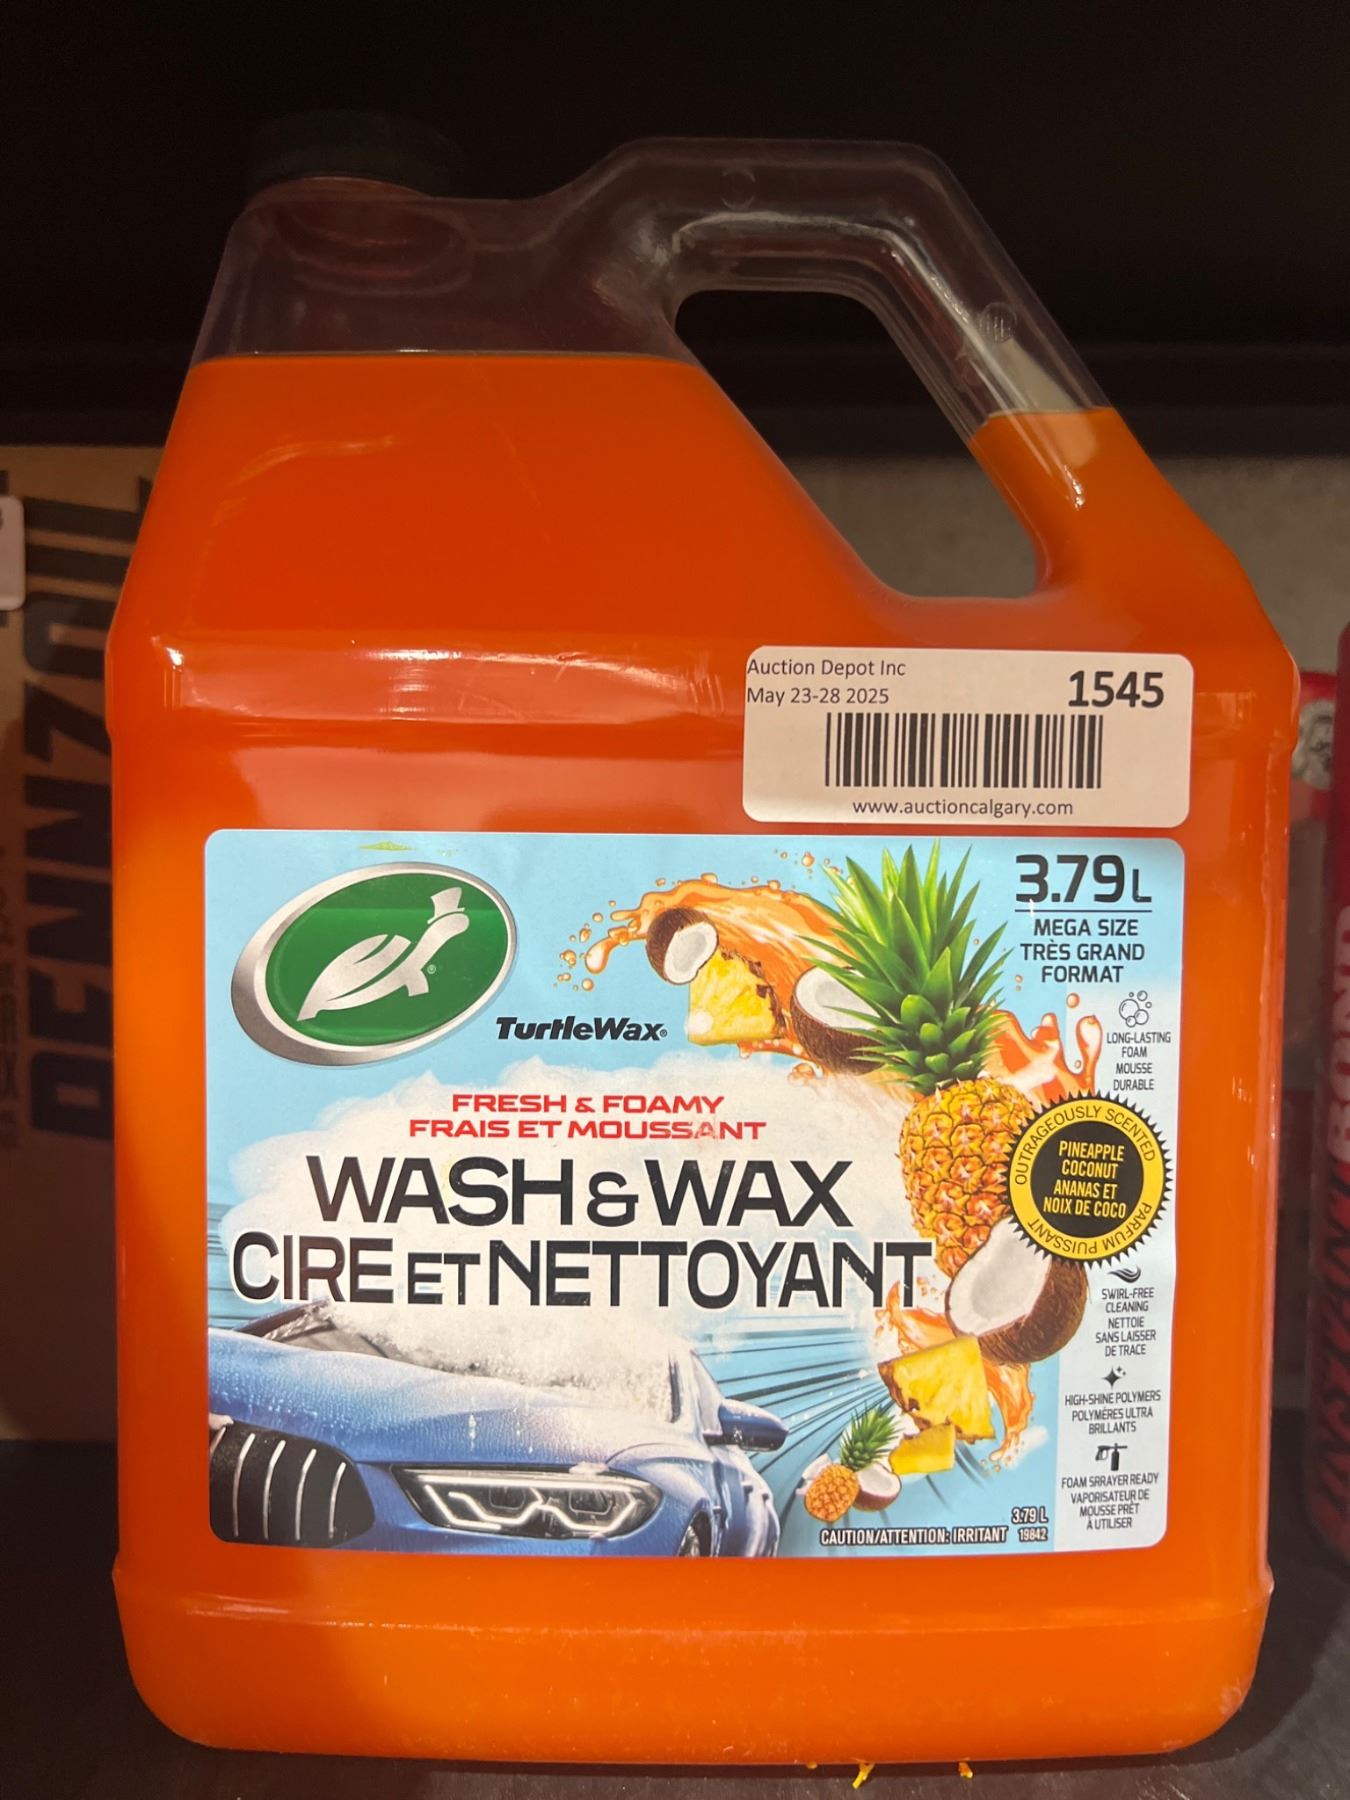 Auction Depot Inc
May 23-28 2025
1545
www.auctioncalgary.com
PENNZOIL
TurtleWax®
3.79L
MEGA SIZE
TRÈS GRAND
FORMAT
LONG-LASTING
FOAM
MOUSSE
DURABLE
FRESH & FOAMY
FRAIS ET MOUSSANT
WASH & WAX
CIRE ET NETTOYANT
OUTRAGEOUSLY SCENTED
PINEAPPLE
COCONUT
ANANAS ET
NOIX DE COCO
PARFUM PUISSANT
SWIRL-FREE
CLEANING
NETTOIE
SANS LAISSER
DE TRACE
HIGH-SHINE POLYMERS
POLYMÈRES ULTRA
BRILLANTS
FOAM SRRAYER READY
VAPORISATEUR DE
MOUSSE PRÊT
À UTILISER
3.79 L
CAUTION/ATTENTION: IRRITANT 19842
BOND
INSTANT